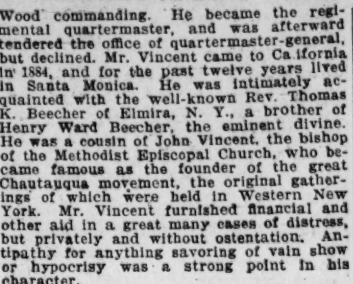 Wood commanding. He became the regi-
mental quartermaster, and was afterward
tendered the office of quartermaster-general,
but declined. Mr. Vincent came to California
in 1884, and for the past twelve years lived
in Santa Monica. He was intimately ac-
quainted with the well-known Rev. Thomas
K. Beecher of Elmira, N. Y., a brother of
Henry Ward Beecher, the eminent divine.
He was a cousin of John Vincent, the bishop
of the Methodist Episcopal Church, who be-
came famous as the founder of the great
Chautauqua movement, the original gather-
ings of which were held in Western New
York. Mr. Vincent furnished financial and
other aid in a great many cases of distress,
but privately and without ostentation. An-
tipathy for anything savoring of vain show
or hypocrisy was a strong point in his
character.